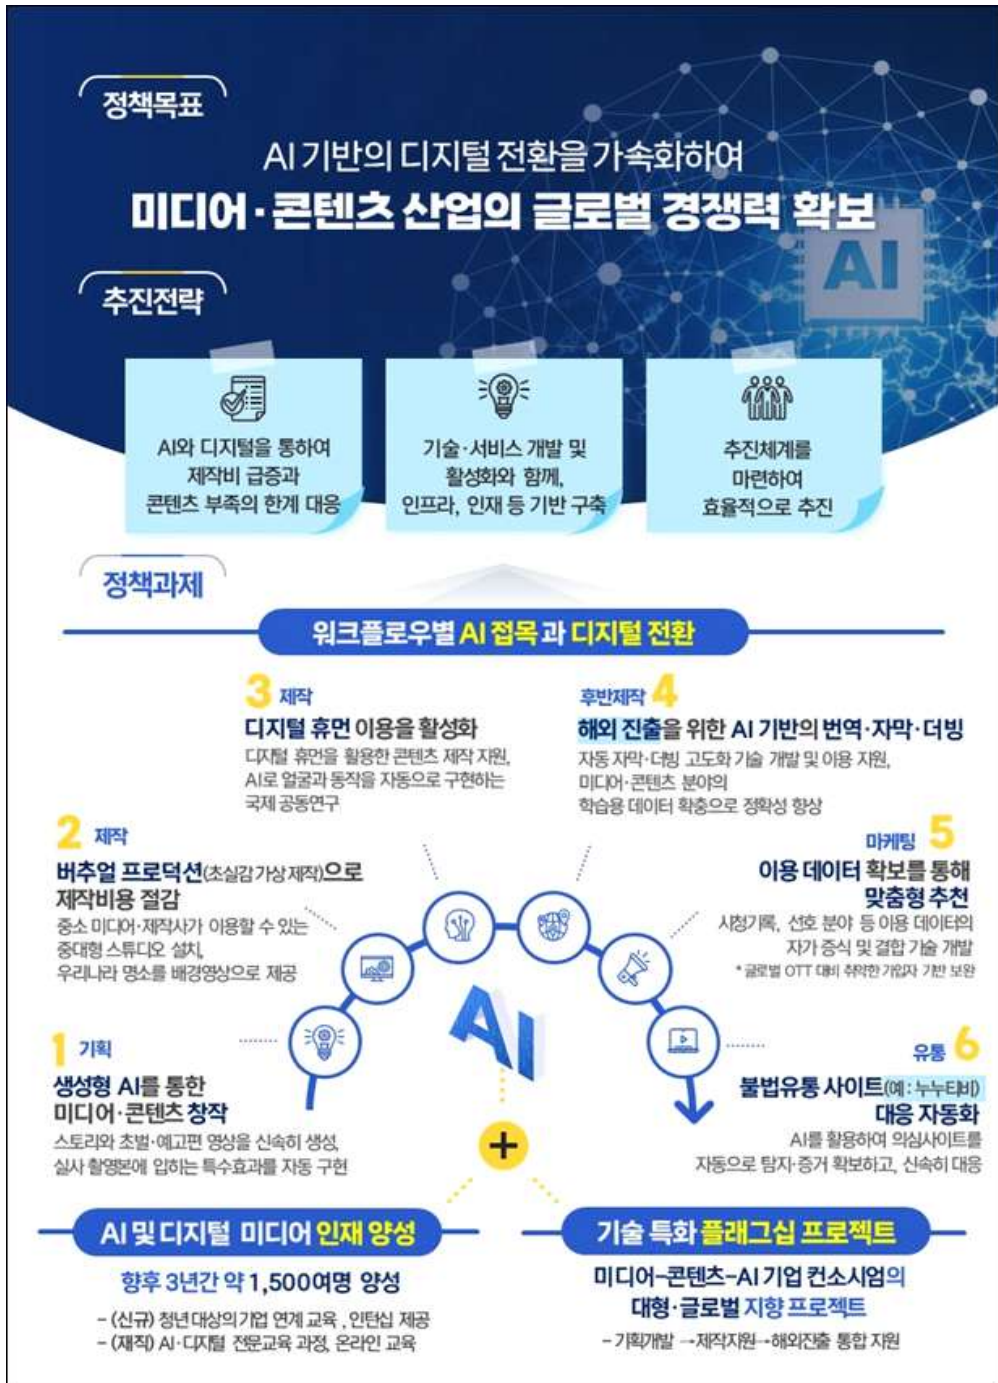 정책목표
AI 기반의 디지털 전환을 가속화하여
미디어·콘텐츠 산업의 글로벌 경쟁력 확보
AI
추진전략
AI와 디지털을 통하여
제작비 급증과
콘텐츠 부족의 한계 대응
기술·서비스 개발 및
활성화와 함께,
인프라, 인재 등 기반 구축
추진체계를
마련하여
효율적으로 추진
정책과제
워크플로우별 AI 접목과 디지털 전환
1 기획
생성형 AI를 통한
미디어·콘텐츠 창작
스토리와 초벌·예고편 영상을 신속히 생성,
실사 촬영본에 입히는 특수효과를 자동 구현
2 제작
버추얼 프로덕션(초실감 가상 제작)으로
제작비용 절감
중소 미디어·제작사가 이용할 수 있는
중대형 스튜디오 설치,
우리나라 명소를 배경영상으로 제공
3 제작
디지털 휴먼 이용을 활성화
디지털 휴먼을 활용한 콘텐츠 제작 지원,
AI로 얼굴과 동작을 자동으로 구현하는
국제 공동연구
후반제작 4
해외 진출을 위한 AI 기반의 번역·자막·더빙
자동 자막·더빙 고도화 기술 개발 및 이용 지원,
미디어·콘텐츠 분야의
학습용 데이터 확충으로 정확성 향상
마케팅 5
이용 데이터 확보를 통해
맞춤형 추천
시청기록, 선호 분야 등 이용 데이터의
자가 증식 및 결합 기술 개발
* 글로벌 OTT 대비 취약한 가입자 기반 보완
유통 6
불법유통 사이트(예 : 누누티비)
대응 자동화
AI를 활용하여 의심사이트를
자동으로 탐지·증거 확보하고, 신속히 대응
AI
+
AI 및 디지털 미디어 인재 양성
향후 3년간 약 1,500여명 양성
- (신규) 청년 대상의 기업 연계 교육, 인턴십 제공
- (재직) AI·디지털 전문교육 과정, 온라인 교육
기술 특화 플래그십 프로젝트
미디어-콘텐츠-AI 기업 컨소시엄의
대형·글로벌 지향 프로젝트
- 기획개발 →제작지원→해외진출 통합 지원